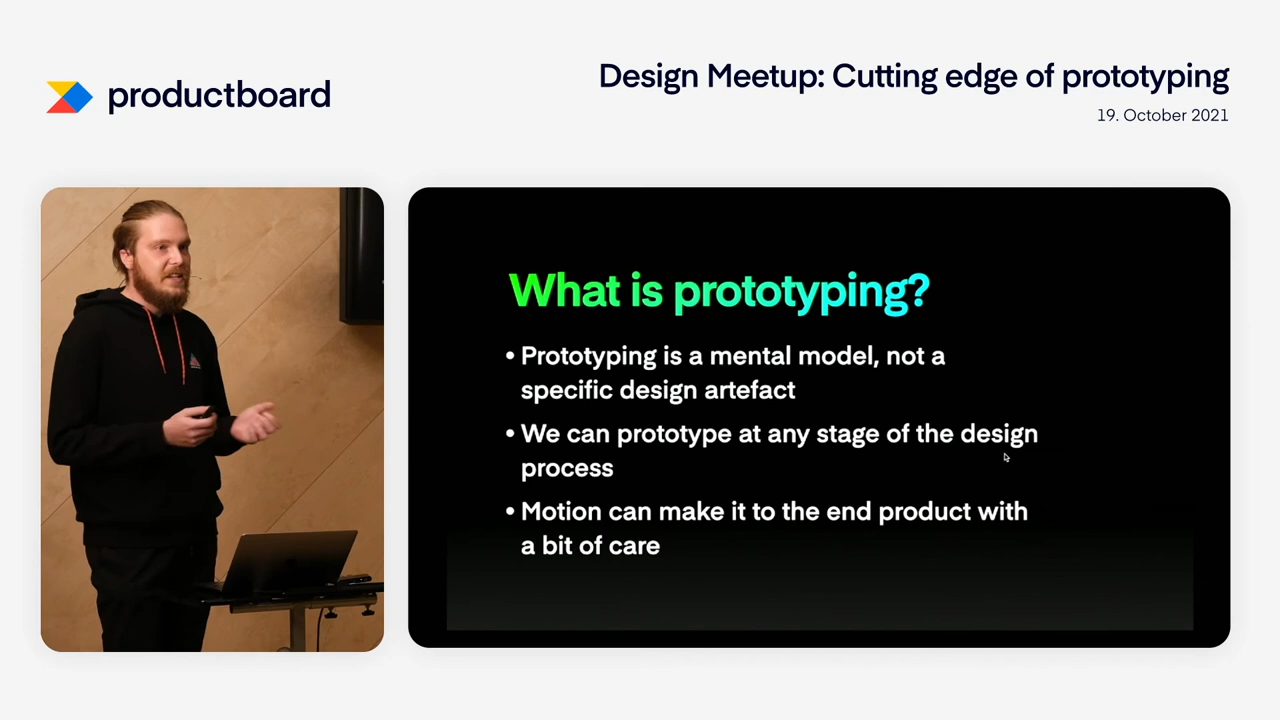 productboard
Design Meetup: Cutting edge of prototyping
19. October 2021
What is prototyping?
• Prototyping is a mental model, not a
specific design artefact
• We can prototype at any stage of the design
process
• Motion can make it to the end product with
a bit of care